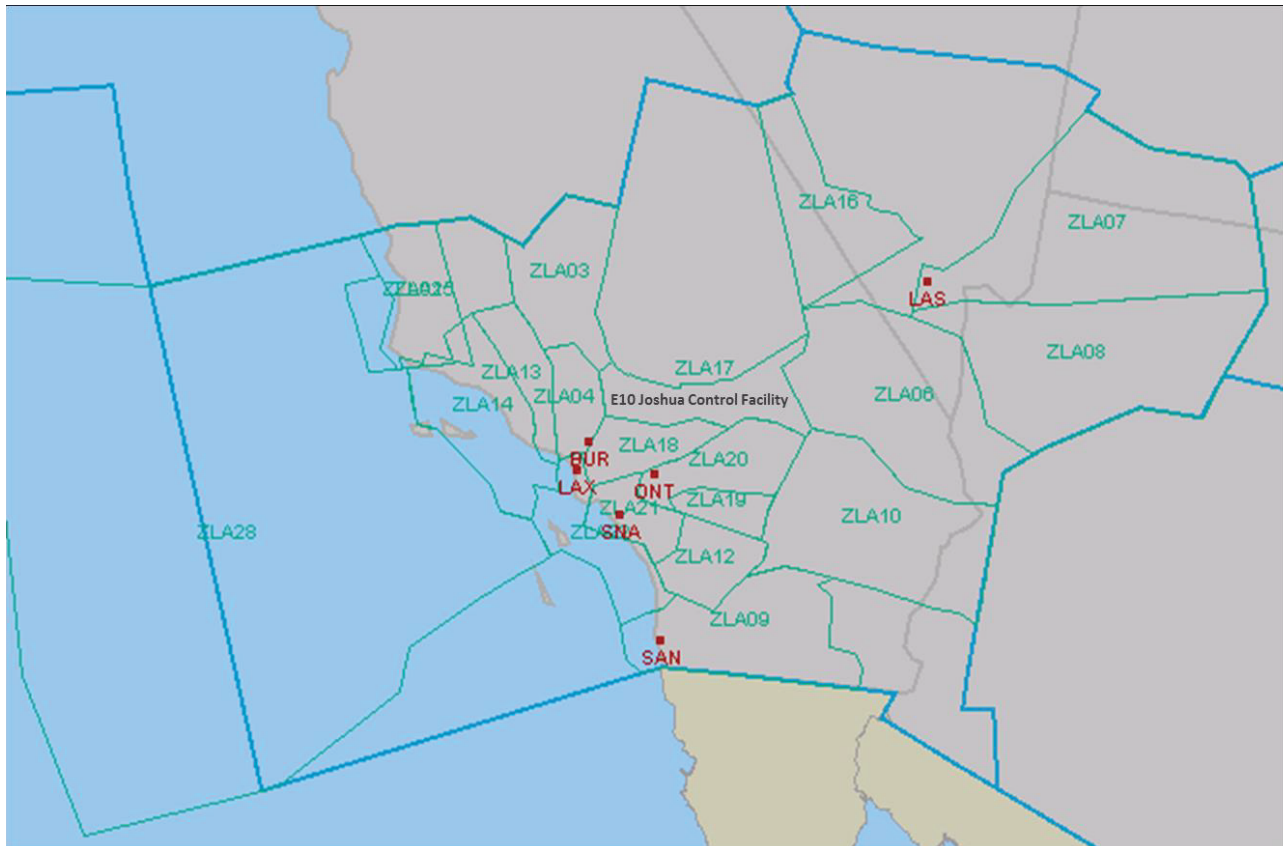 ZLA16
ZLA07
ZLA03
LAS
ZLA08
ZLA13
ZLA17
ZLA04
ZLA06
E10 Joshua Control Facility
ZLA14
ZLA18
BUR
ZLA20
LAX
ONT
ZLA19
ZLA21
ZLA10
ZLA28
SNA
ZLA12
ZLA09
SAN